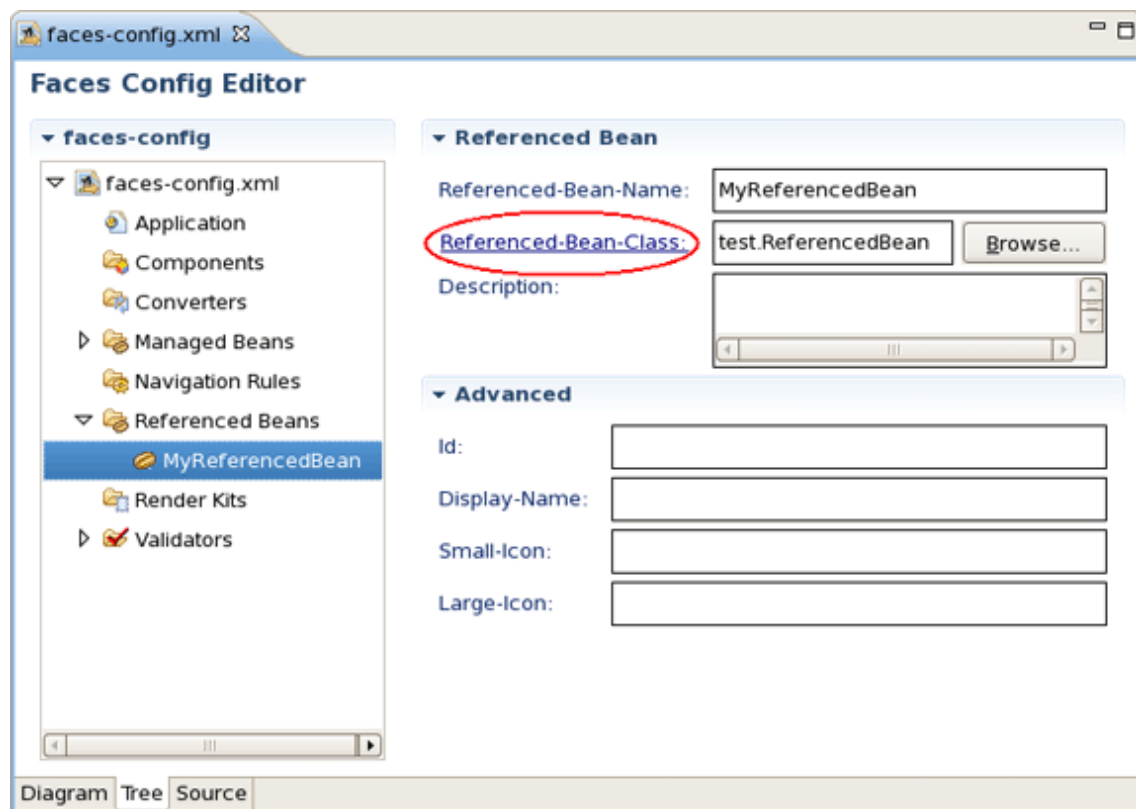 faces-config.xml
Faces Config Editor
faces-config
faces-config.xml
Application
Components
Converters
Managed Beans
Navigation Rules
Referenced Beans
MyReferencedBean
Render Kits
Validators
Referenced Bean
Referenced-Bean-Name: MyReferencedBean
Referenced-Bean-Class: test.ReferencedBean Browse...
Description:
Advanced
Id:
Display-Name:
Small-Icon:
Large-Icon:
Diagram Tree Source